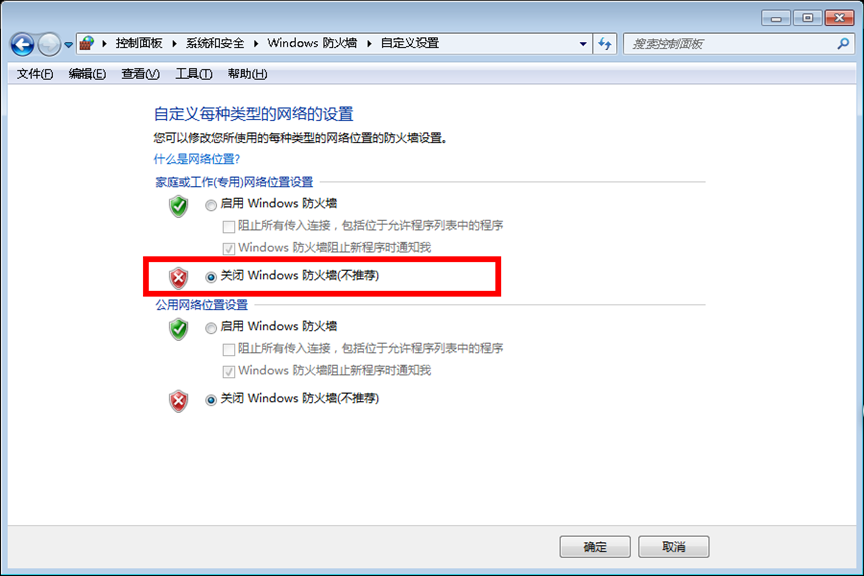 控制面板 系统和安全 Windows 防火墙 自定义设置
搜索控制面板
文件(F) 编辑(E) 查看(V) 工具(T) 帮助(H)
自定义每种类型的网络的设置
您可以修改您所使用的每种类型的网络位置的防火墙设置。
什么是网络位置?
家庭或工作(专用)网络位置设置
启用 Windows 防火墙
阻止所有传入连接，包括位于允许程序列表中的程序
Windows 防火墙阻止新程序时通知我
关闭 Windows 防火墙(不推荐)
公用网络位置设置
启用 Windows 防火墙
阻止所有传入连接，包括位于允许程序列表中的程序
Windows 防火墙阻止新程序时通知我
关闭 Windows 防火墙(不推荐)
确定 取消